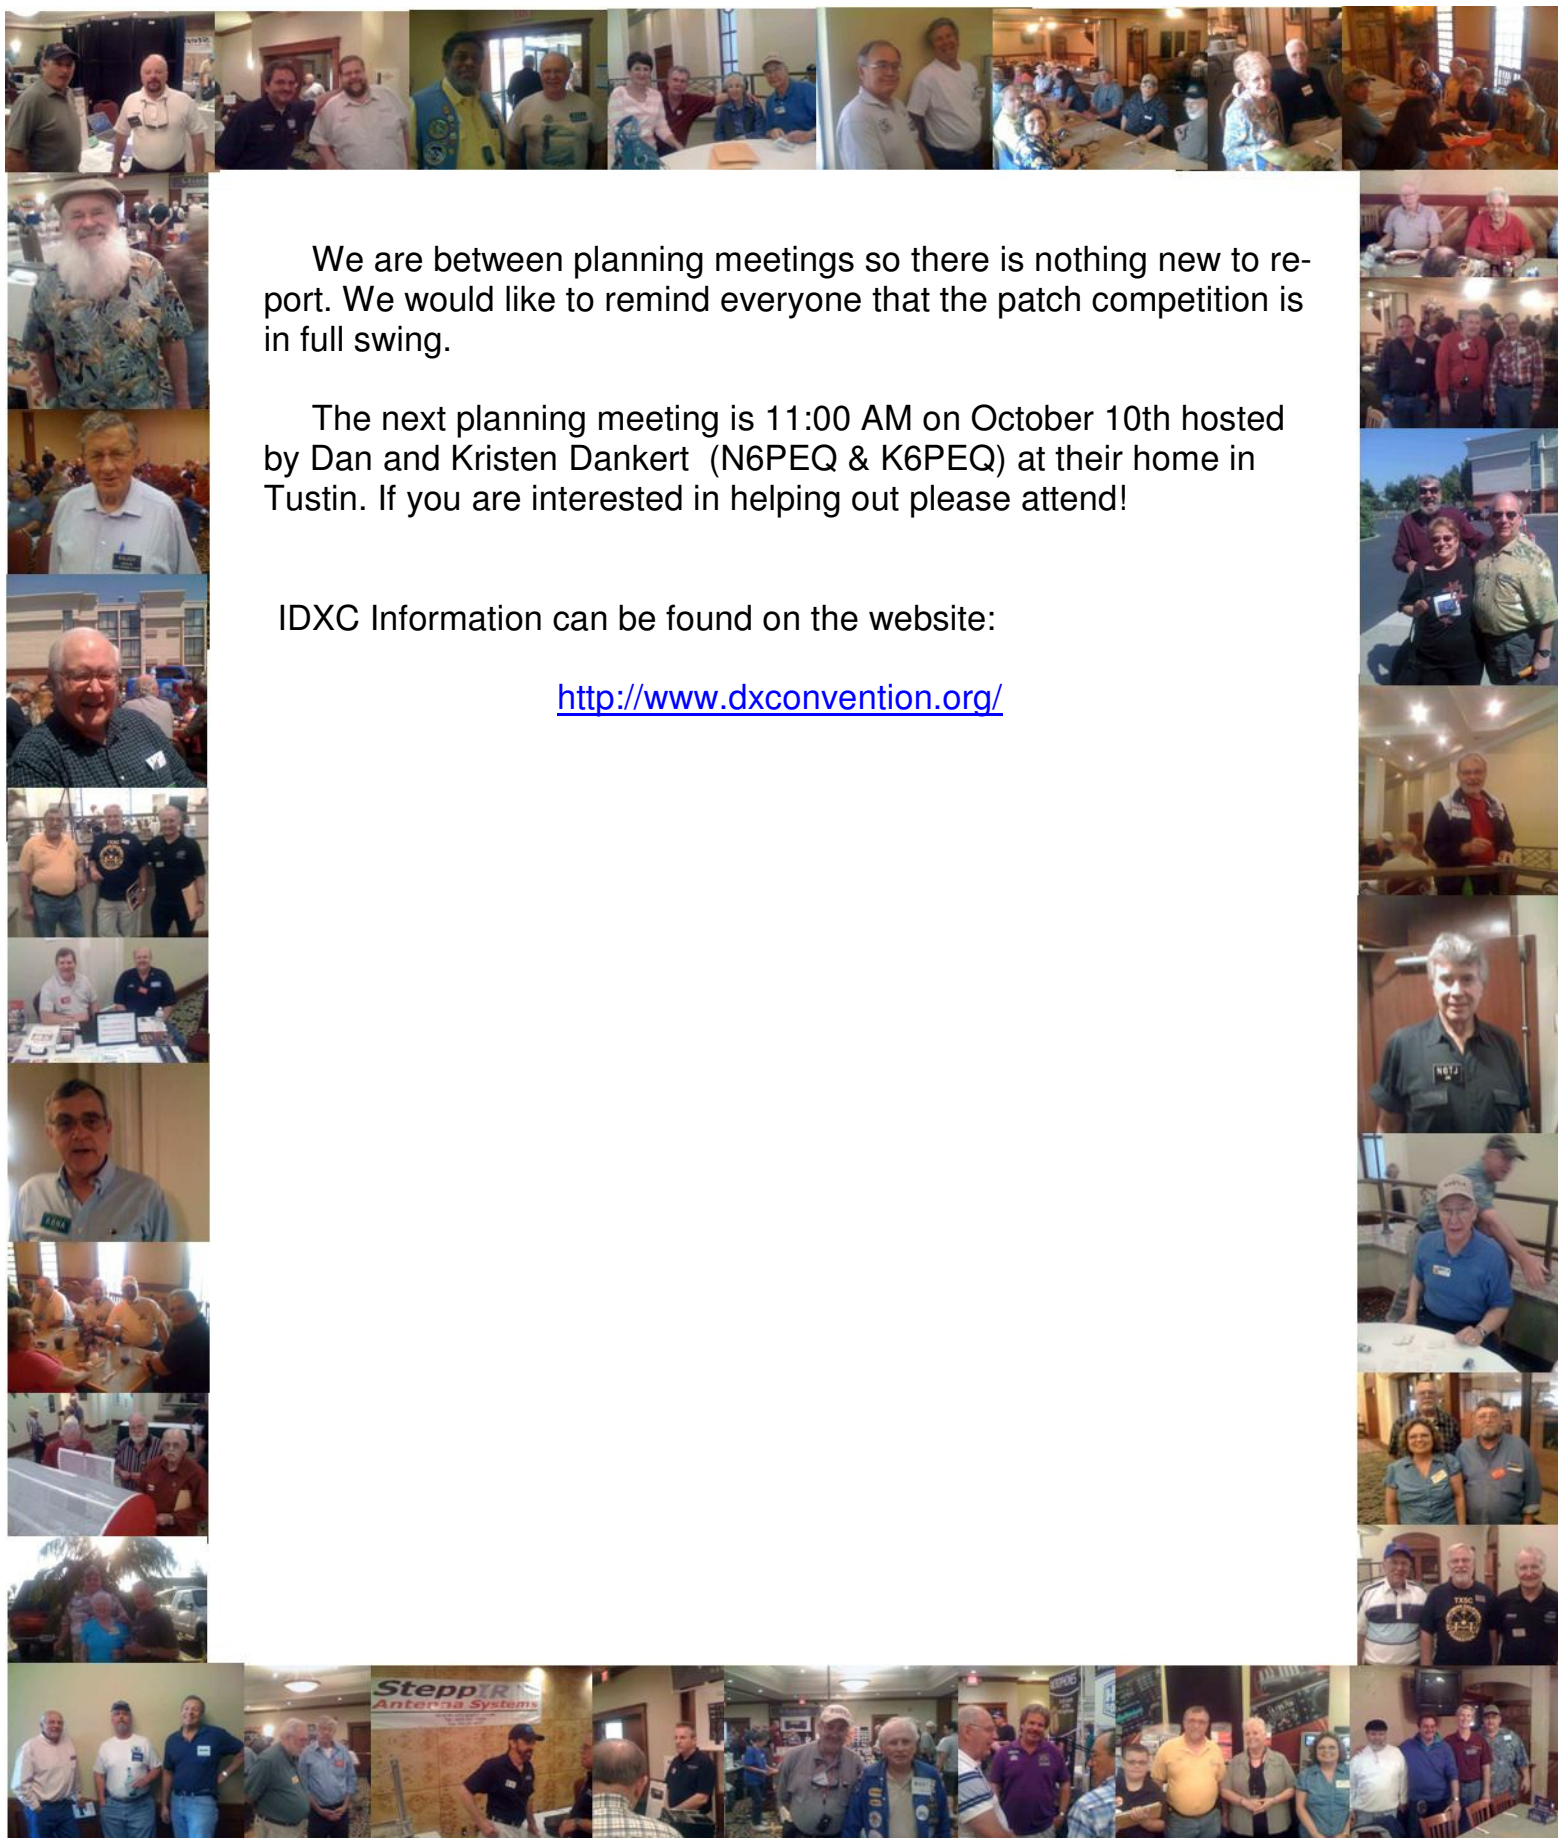 We are between planning meetings so there is nothing new to re-
port. We would like to remind everyone that the patch competition is
in full swing.
The next planning meeting is 11:00 AM on October 10th hosted
by Dan and Kristen Dankert (N6PEQ & K6PEQ) at their home in
Tustin. If you are interested in helping out please attend!
IDXC Information can be found on the website:
http://www.dxconvention.org/
N6TJ
TX5C
SteppIR
Antenna Systems